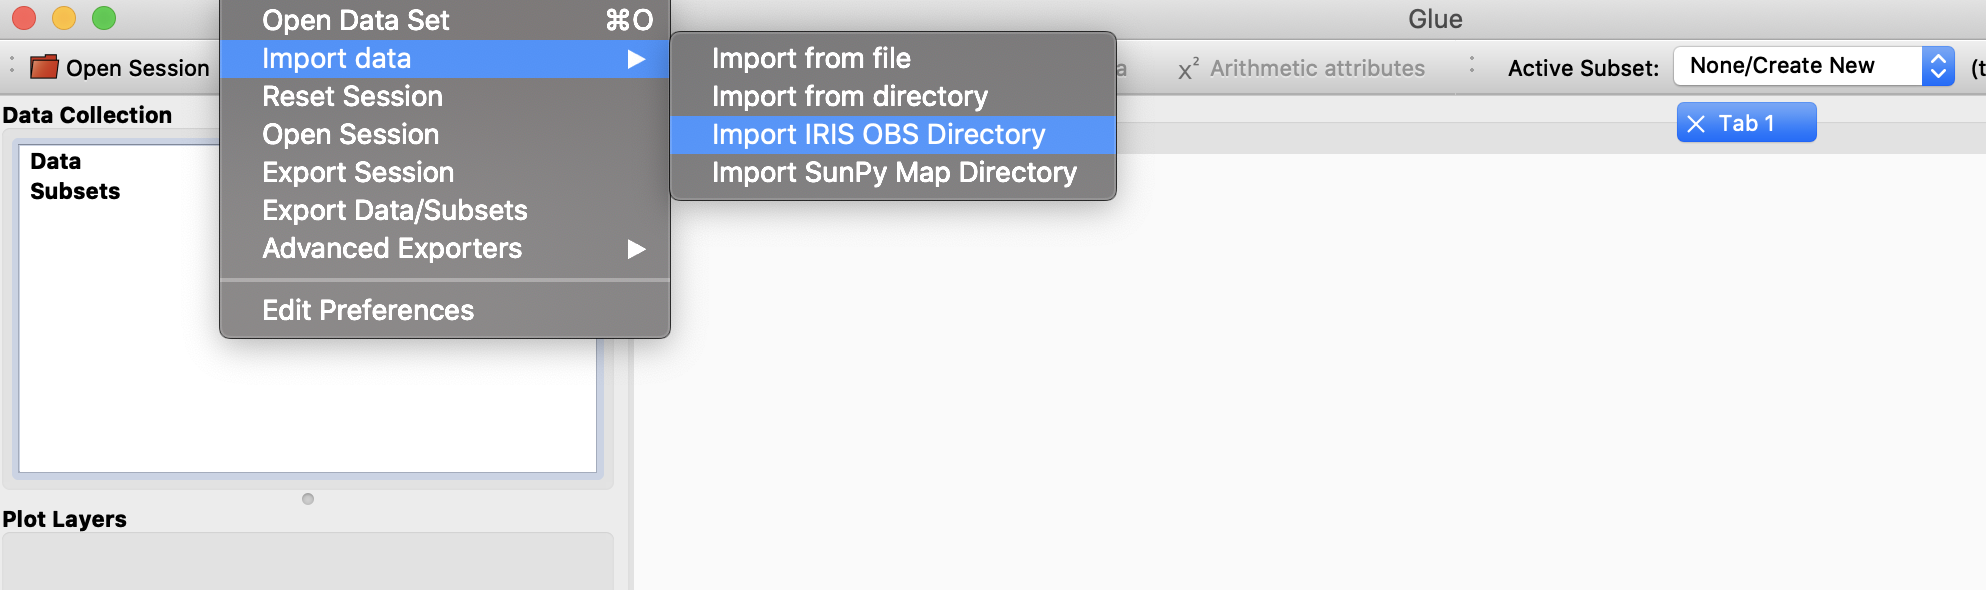 Glue
Open Session
Arithmetic attributes
Active Subset:
None/Create New
Tab 1
Data Collection
Data
Subsets
Plot Layers
Open Data Set ⌘O
Import data
Reset Session
Open Session
Export Session
Export Data/Subsets
Advanced Exporters
Edit Preferences
Import from file
Import from directory
Import IRIS OBS Directory
Import SunPy Map Directory